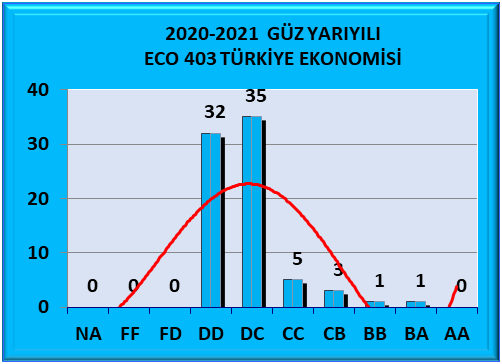 2020-2021 GÜZ YARIYILI
ECO 403 TÜRKİYE EKONOMİSİ
40
30
20
10
0
0 0 0 32 35 5 3 1 1 0
NA FF FD DD DC CC CB BB BA AA